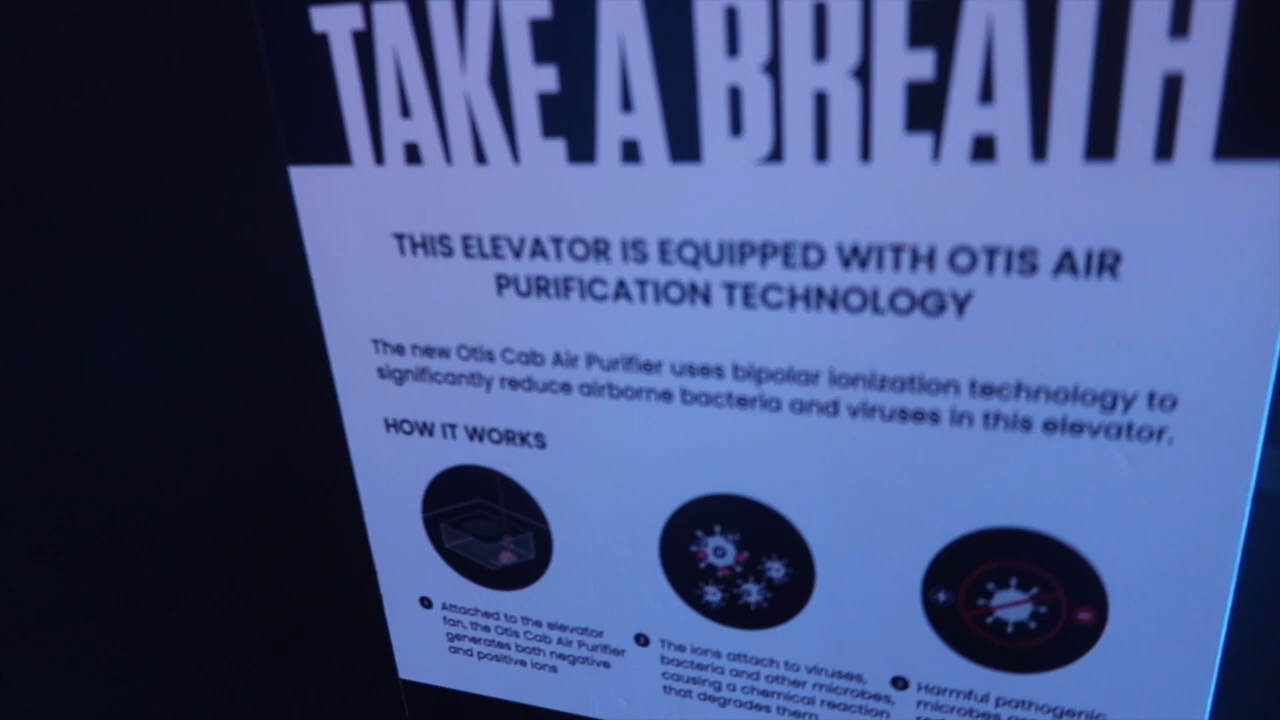 TAKE A BREATH
THIS ELEVATOR IS EQUIPPED WITH OTIS AIR
PURIFICATION TECHNOLOGY
The new Otis Cab Air Purifier uses bipolar ionization technology to
significantly reduce airborne bacteria and viruses in this elevator.
HOW IT WORKS
1 Attached to the elevator
fan, the Otis Cab Air Purifier
generates both negative
and positive ions
2 The ions attach to viruses,
bacteria and other microbes,
causing a chemical reaction
that degrades them
3 Harmful pathogenic
microbes